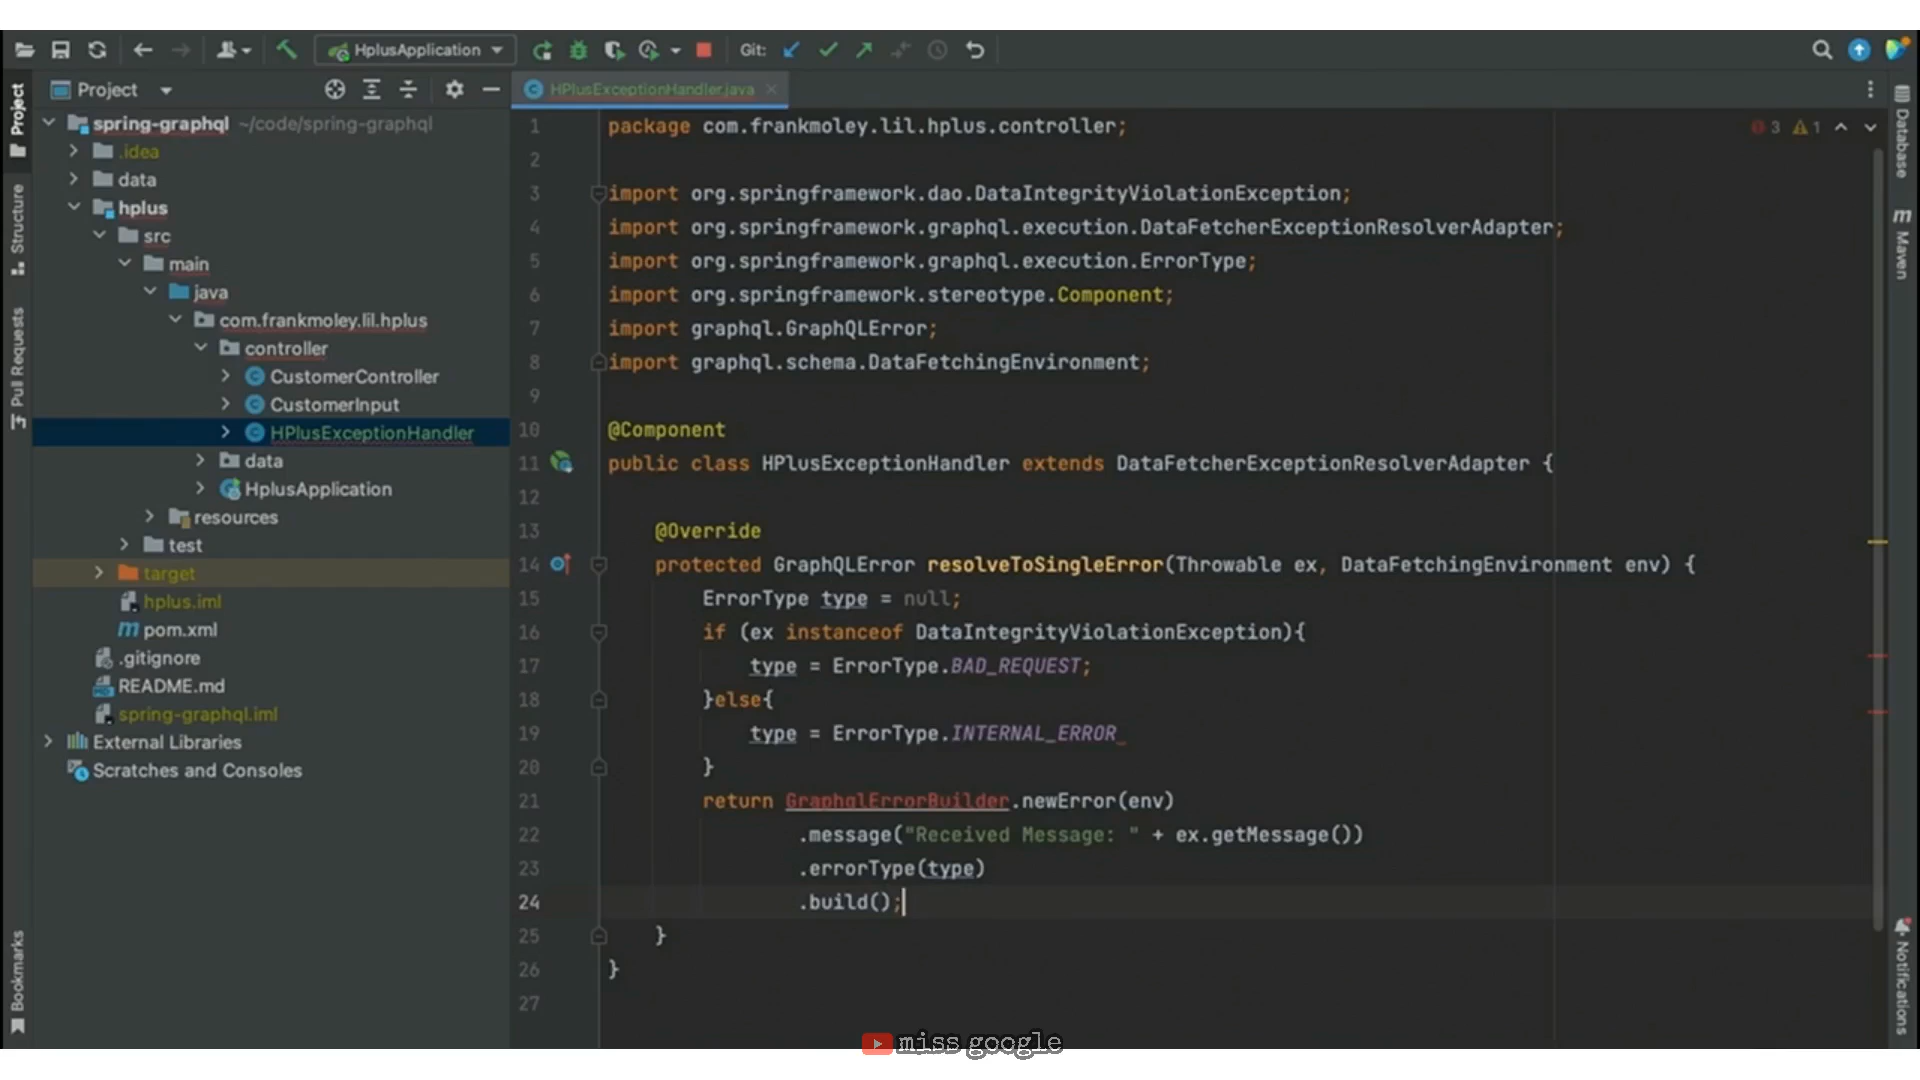 HplusApplication
Git:
Project
HPlusExceptionHandler.java
Project
Structure
Pull Requests
Bookmarks
spring-graphql ~/code/spring-graphql
.idea
data
hplus
src
main
java
com.frankmoley.lil.hplus
controller
CustomerController
CustomerInput
HPlusExceptionHandler
data
HplusApplication
resources
test
target
hplus.iml
pom.xml
.gitignore
README.md
spring-graphql.iml
External Libraries
Scratches and Consoles
1 package com.frankmoley.lil.hplus.controller;
2
3 import org.springframework.dao.DataIntegrityViolationException;
4 import org.springframework.graphql.execution.DataFetcherExceptionResolverAdapter;
5 import org.springframework.graphql.execution.ErrorType;
6 import org.springframework.stereotype.Component;
7 import graphql.GraphQLError;
8 import graphql.schema.DataFetchingEnvironment;
9
10 @Component
11 public class HPlusExceptionHandler extends DataFetcherExceptionResolverAdapter {
12
13 @Override
14 protected GraphQLError resolveToSingleError(Throwable ex, DataFetchingEnvironment env) {
15 ErrorType type = null;
16 if (ex instanceof DataIntegrityViolationException){
17 type = ErrorType.BAD_REQUEST;
18 }else{
19 type = ErrorType.INTERNAL_ERROR
20 }
21 return GraphqlErrorBuilder.newError(env)
22 .message("Received Message: " + ex.getMessage())
23 .errorType(type)
24 .build();
25 }
26 }
27
3 1
Database
Maven
Notifications
miss google